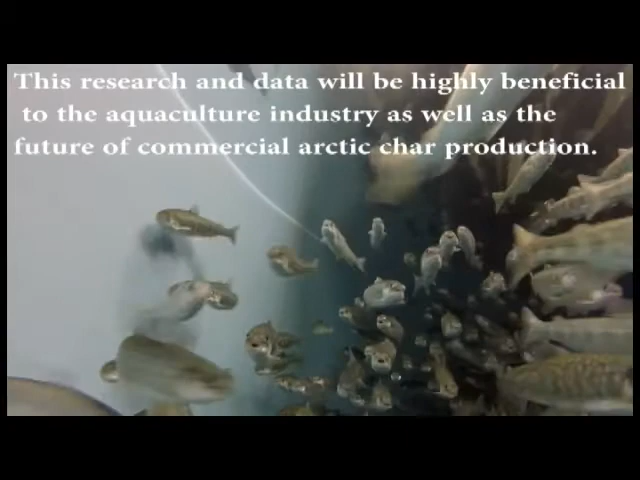 This research and data will be highly beneficial
to the aquaculture industry as well as the
future of commercial arctic char production.